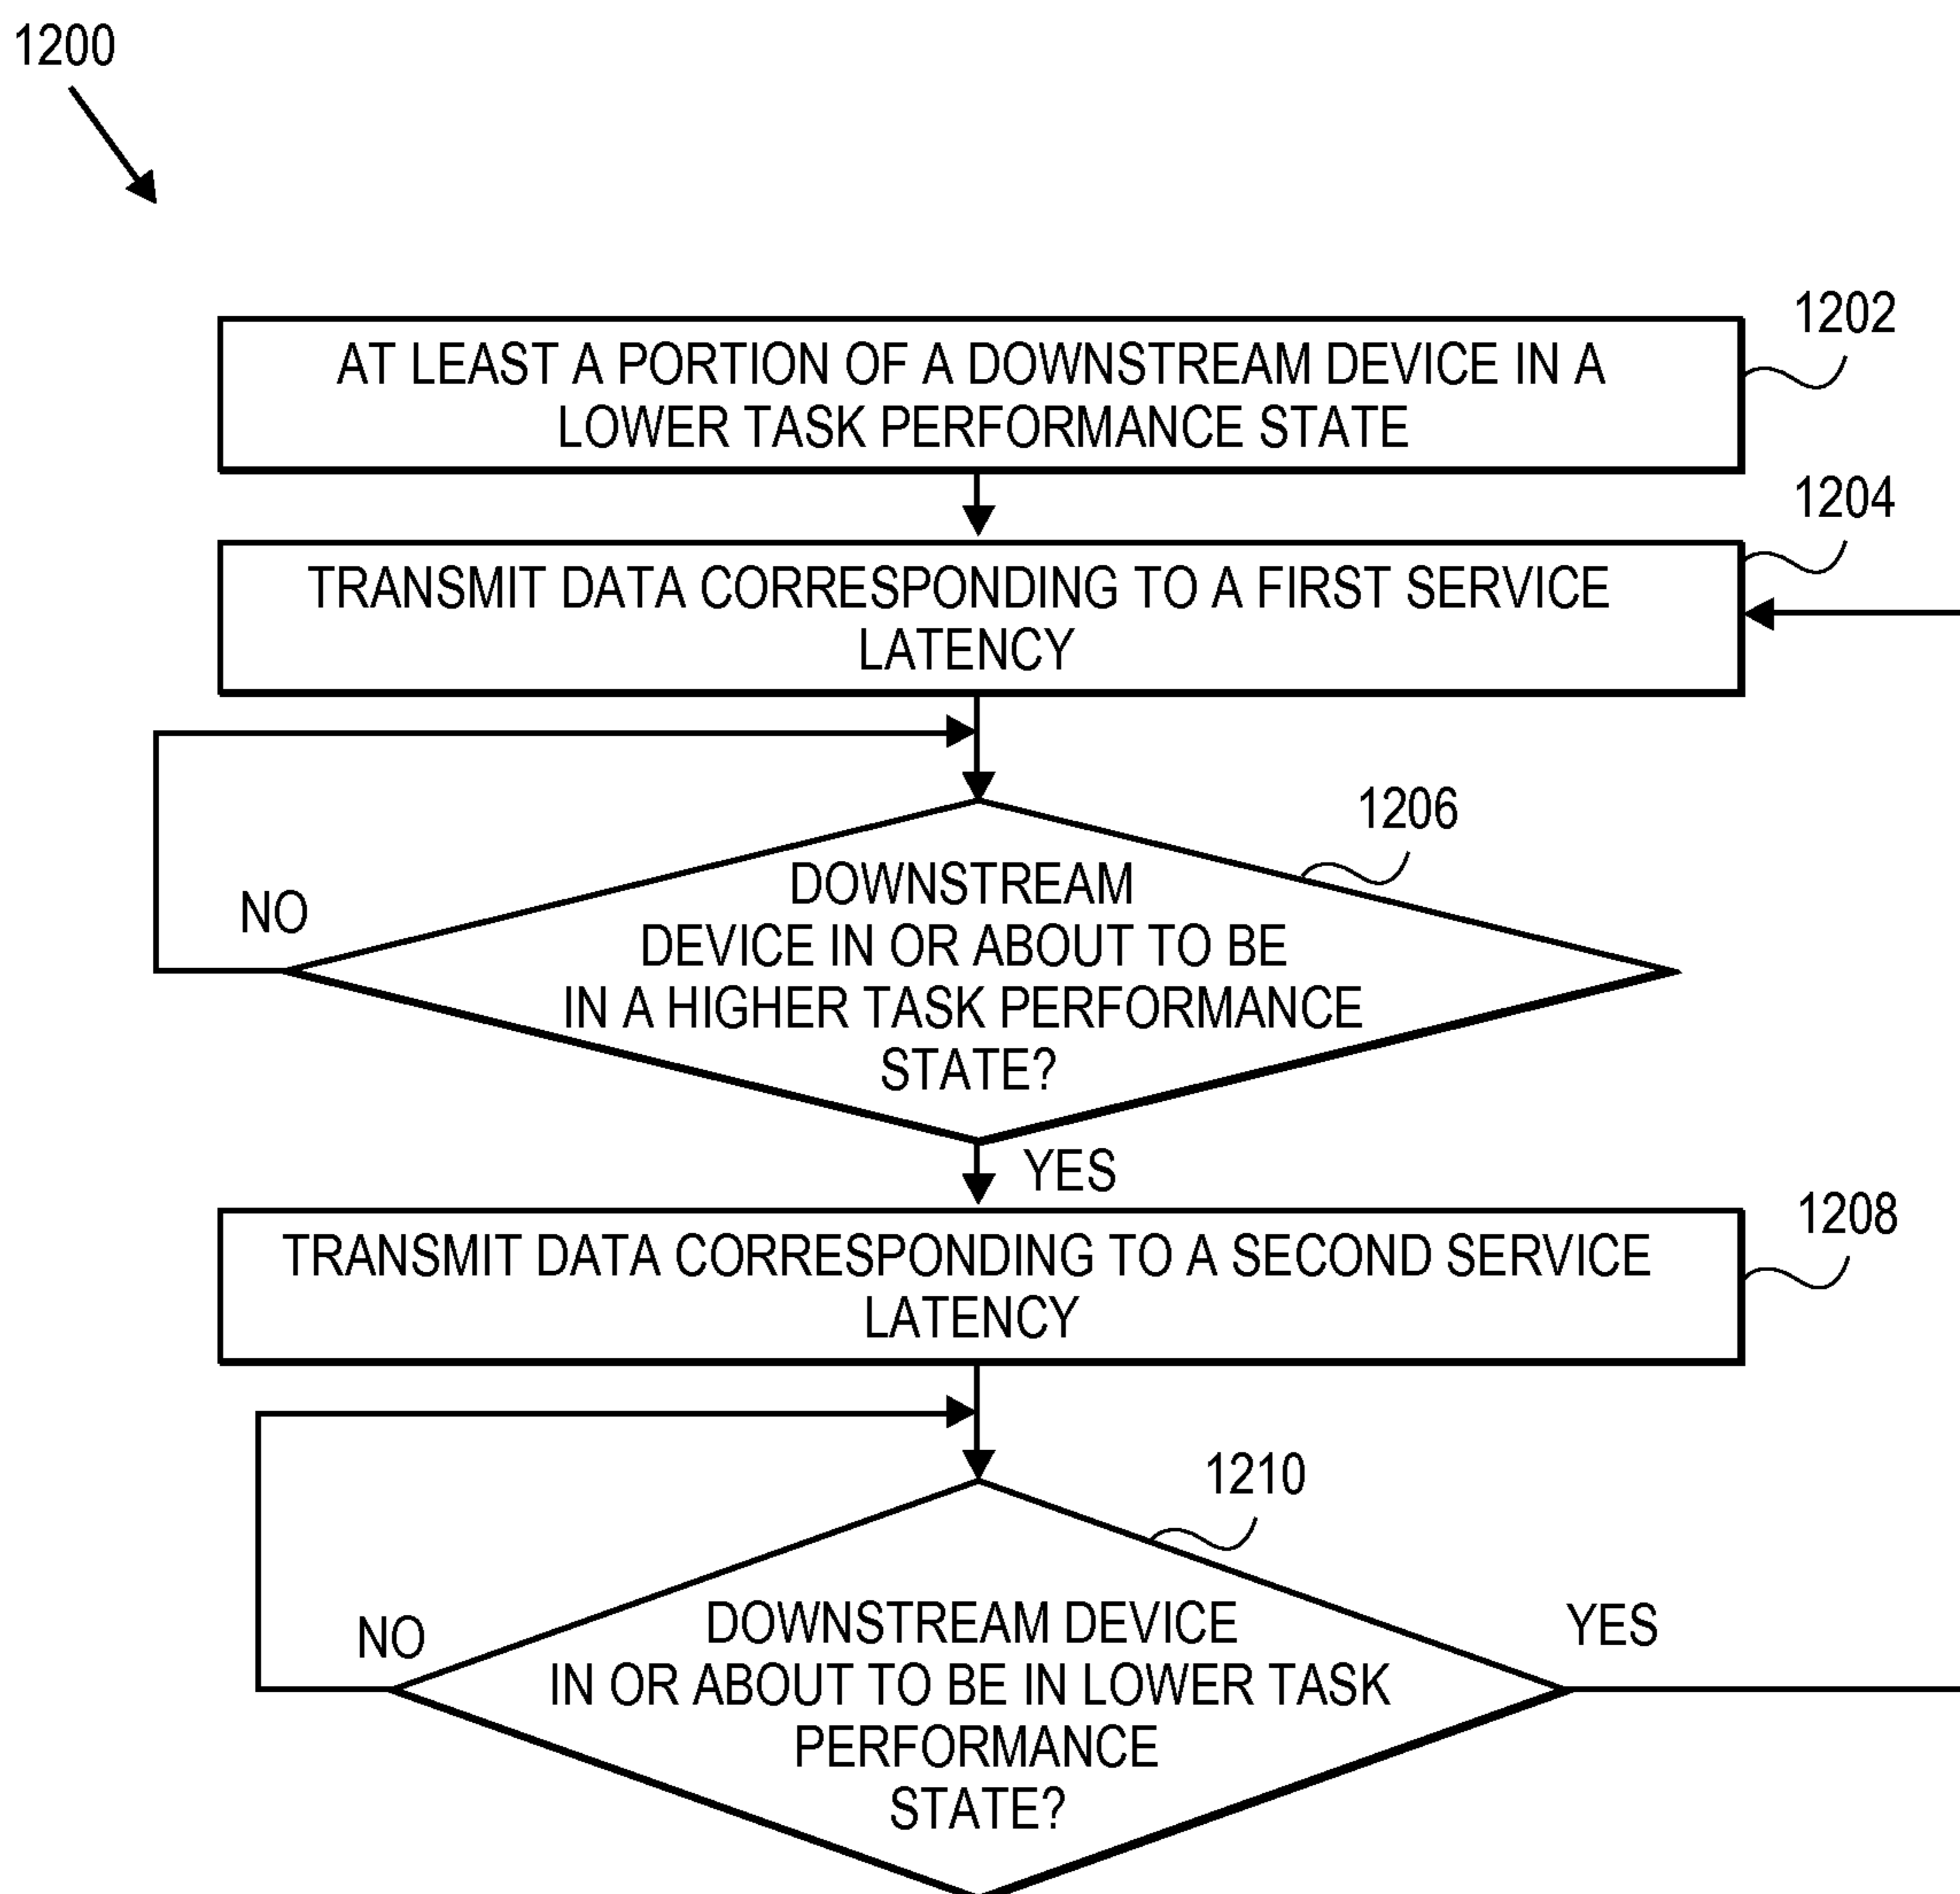 1200
1202
AT LEAST A PORTION OF A DOWNSTREAM DEVICE IN A
LOWER TASK PERFORMANCE STATE
1204
TRANSMIT DATA CORRESPONDING TO A FIRST SERVICE
LATENCY
1206
DOWNSTREAM
DEVICE IN OR ABOUT TO BE
IN A HIGHER TASK PERFORMANCE
STATE?
NO
YES
1208
TRANSMIT DATA CORRESPONDING TO A SECOND SERVICE
LATENCY
1210
DOWNSTREAM DEVICE
IN OR ABOUT TO BE IN LOWER TASK
PERFORMANCE
STATE?
NO
YES